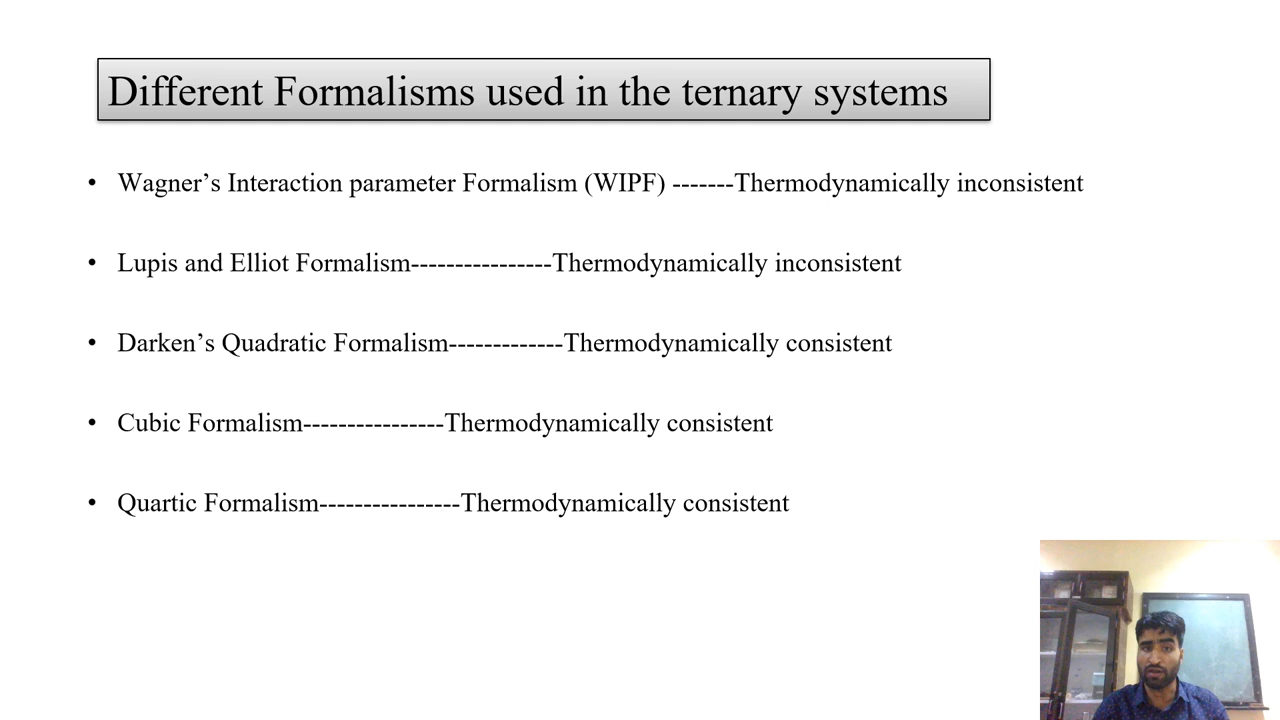 Different Formalisms used in the ternary systems
• Wagner’s Interaction parameter Formalism (WIPF) -------Thermodynamically inconsistent
• Lupis and Elliot Formalism----------------Thermodynamically inconsistent
• Darken’s Quadratic Formalism-------------Thermodynamically consistent
• Cubic Formalism----------------Thermodynamically consistent
• Quartic Formalism----------------Thermodynamically consistent